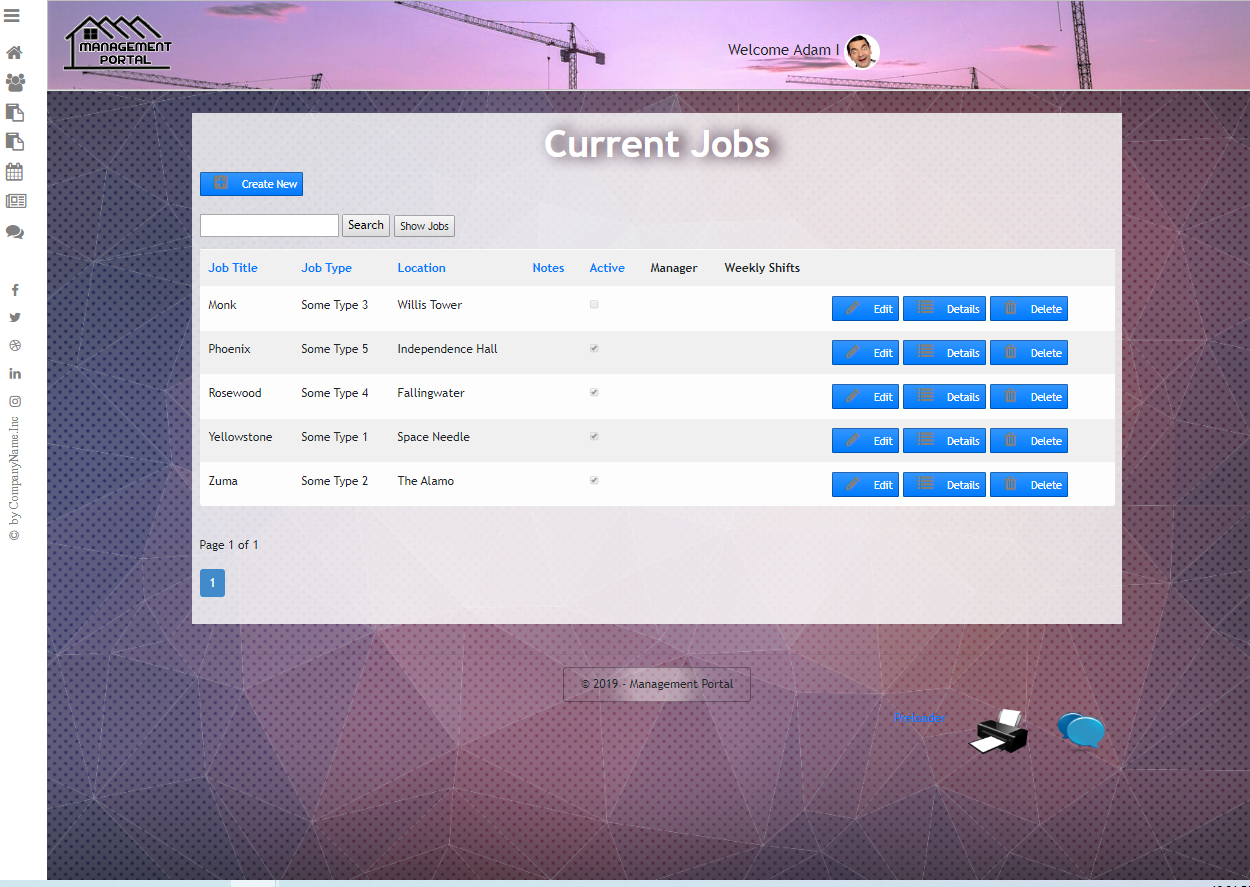 MANAGEMENT
PORTAL
Welcome Adam I
Current Jobs
Create New
Search Show Jobs
Job Title Job Type Location Notes Active Manager Weekly Shifts
Monk Some Type 3 Willis Tower Edit Details Delete
Phoenix Some Type 5 Independence Hall Edit Details Delete
Rosewood Some Type 4 Fallingwater Edit Details Delete
Yellowstone Some Type 1 Space Needle Edit Details Delete
Zuma Some Type 2 The Alamo Edit Details Delete
Page 1 of 1
1
© 2019 - Management Portal
Preloader
© by CompanyName.Inc